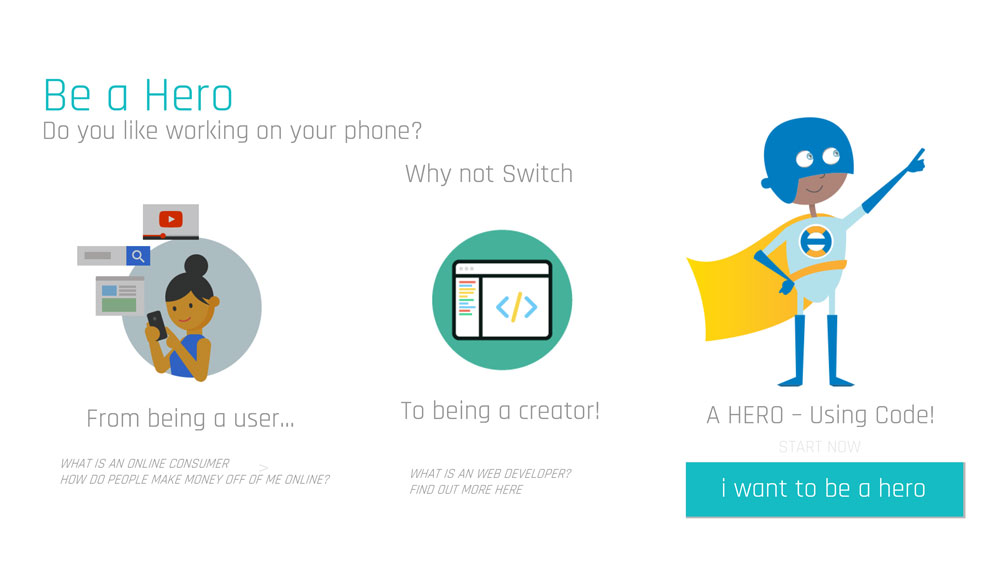 Be a Hero
Do you like working on your phone?
Why not Switch
From being a user...
WHAT IS AN ONLINE CONSUMER
>
HOW DO PEOPLE MAKE MONEY OFF OF ME ONLINE?
To being a creator!
WHAT IS AN WEB DEVELOPER?
FIND OUT MORE HERE
A HERO – Using Code!
START NOW
i want to be a hero